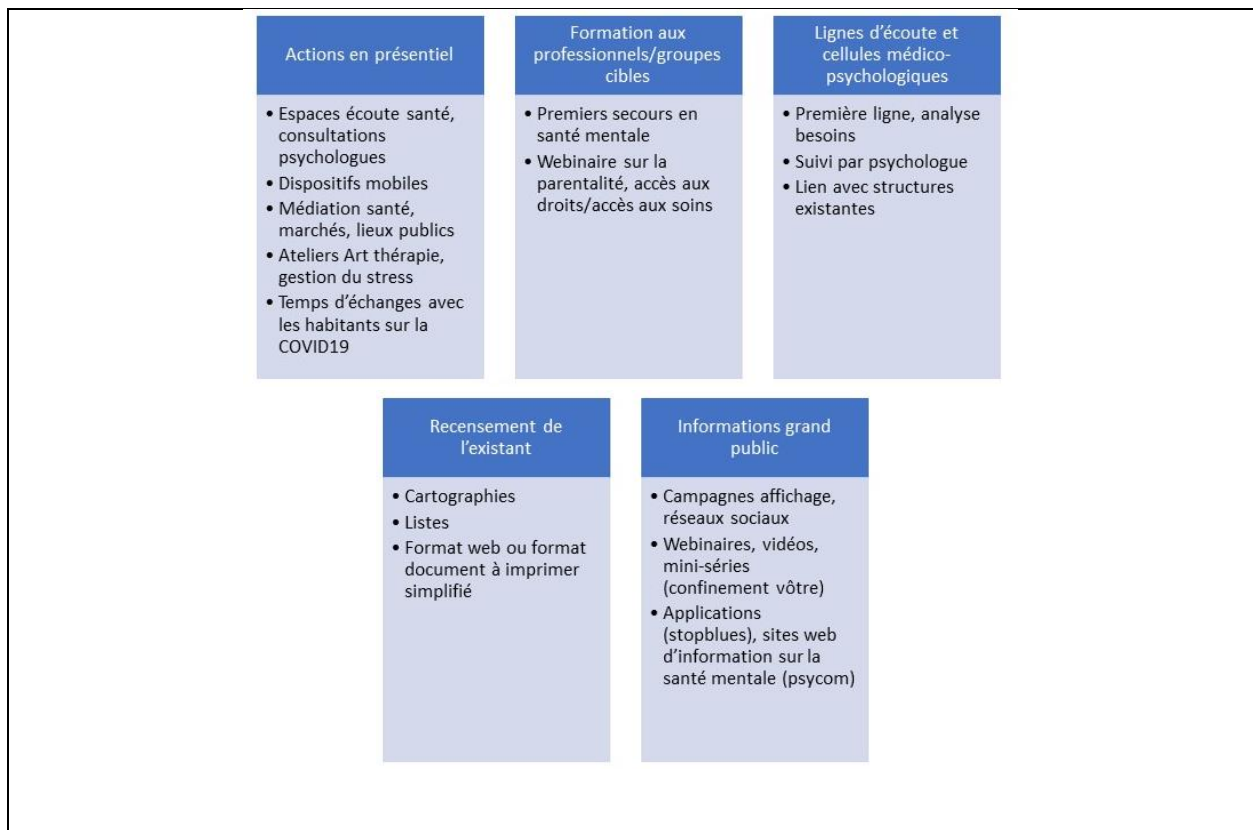 Actions en présentiel
• Espaces écoute santé,
consultations
psychologues
• Dispositifs mobiles
• Médiation santé,
marchés, lieux publics
• Ateliers Art thérapie,
gestion du stress
• Temps d'échanges avec
les habitants sur la
COVID19
Formation aux
professionnels/groupes
cibles
• Premiers secours en
santé mentale
• Webinaire sur la
parentalité, accès aux
droits/accès aux soins
Lignes d'écoute et
cellules médico-
psychologiques
• Première ligne, analyse
besoins
• Suivi par psychologue
• Lien avec structures
existantes
Recensement de
l'existant
• Cartographies
• Listes
• Format web ou format
document à imprimer
simplifié
Informations grand
public
• Campagnes affichage,
réseaux sociaux
• Webinaires, vidéos,
mini-séries
(confinement vôtre)
• Applications
(stopblues), sites web
d'information sur la
santé mentale (psycom)